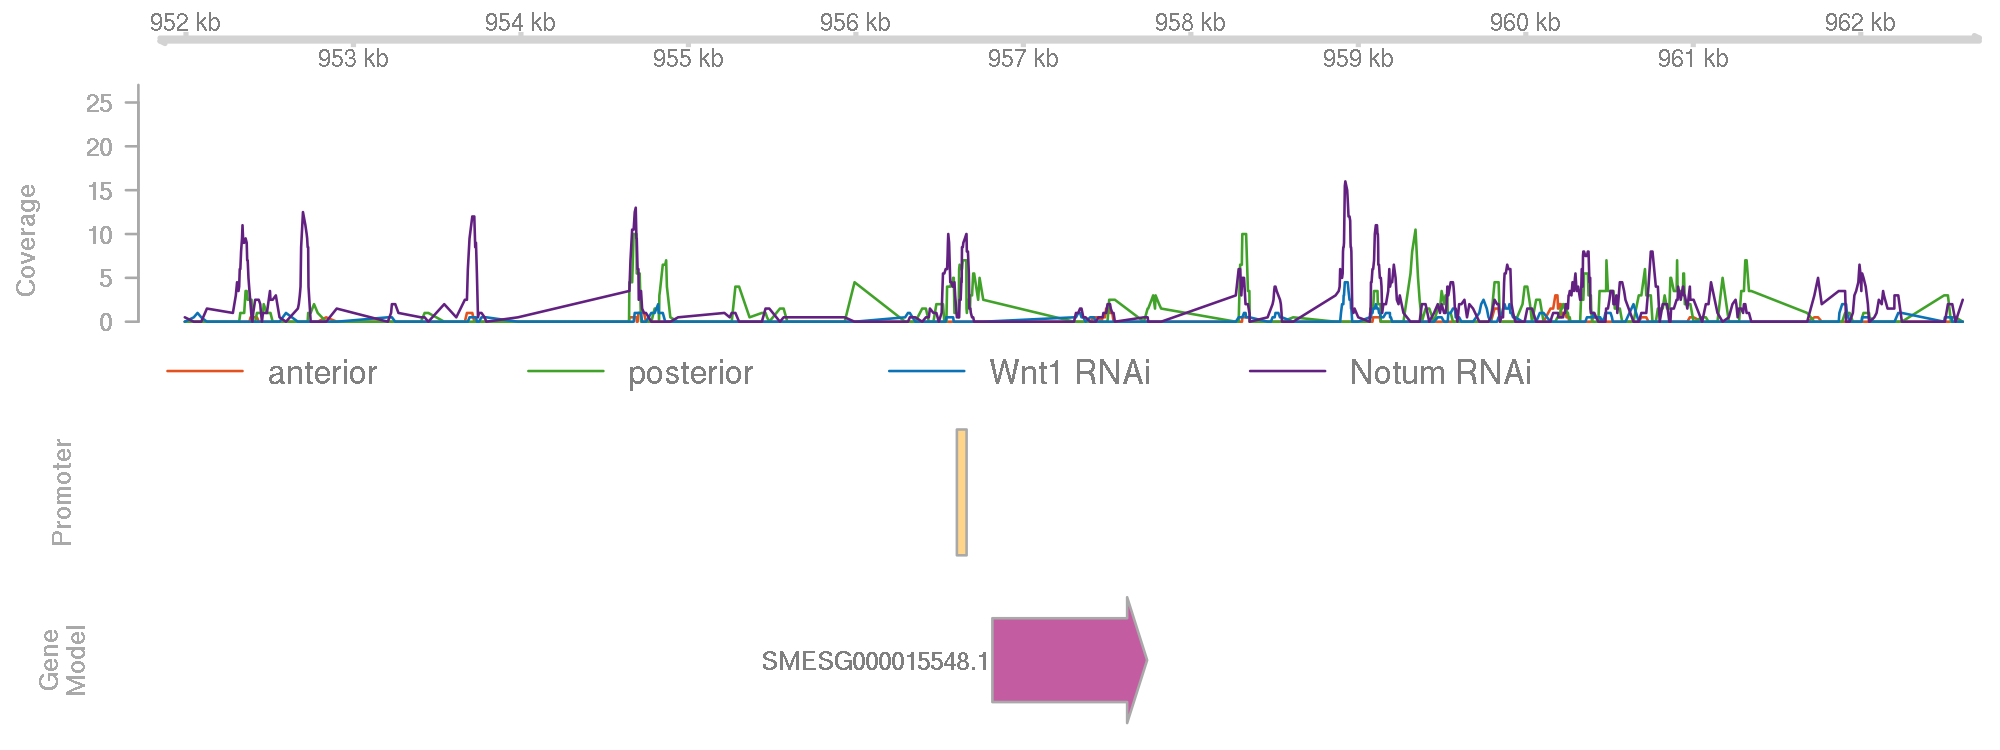 952 kb 954 kb 956 kb 958 kb 960 kb 962 kb
953 kb 955 kb 957 kb 959 kb 961 kb
25
20
15
10
5
0
Coverage
anterior posterior Wnt1 RNAi Notum RNAi
Promoter
Gene
Model
SMESG000015548.1